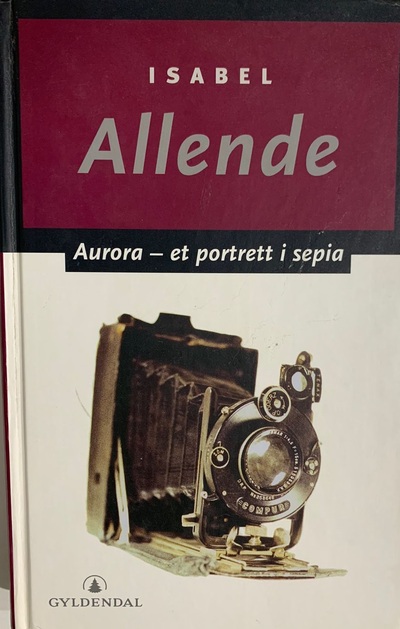 ISABEL
Allende
Aurora – et portrett i sepia
COMPUR
GYLDENDAL